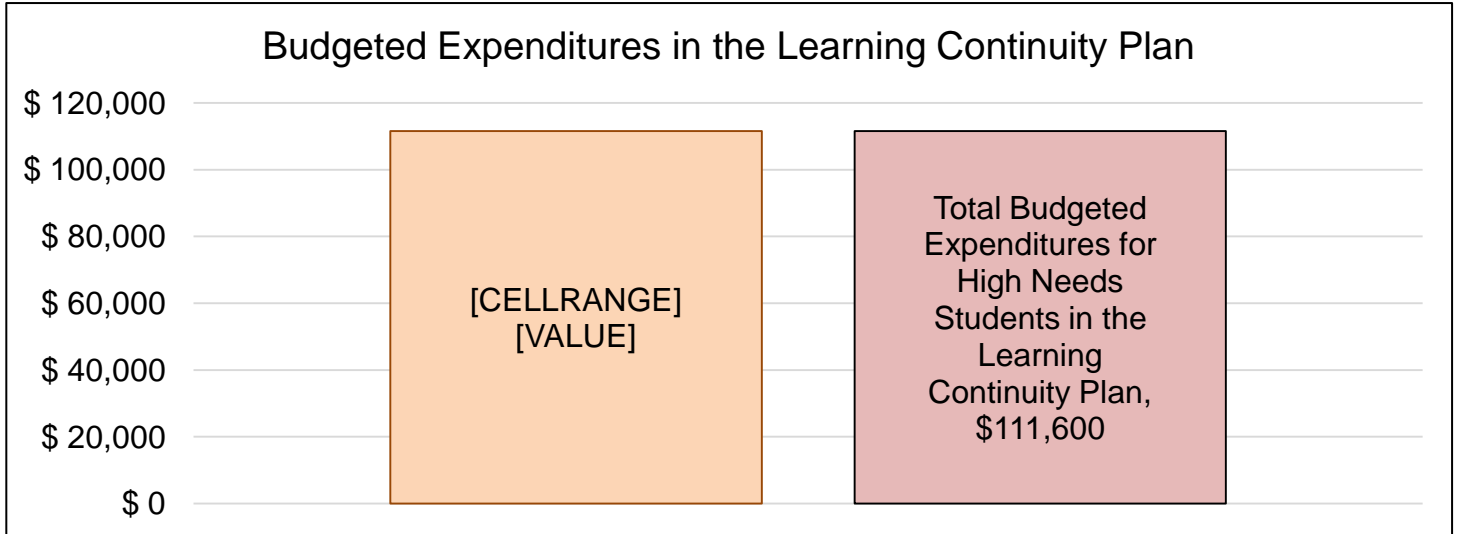 Budgeted Expenditures in the Learning Continuity Plan
$ 120,000
$ 100,000
$ 80,000
$ 60,000
$ 40,000
$ 20,000
$ 0
[CELLRANGE]
[VALUE]
Total Budgeted
Expenditures for
High Needs
Students in the
Learning
Continuity Plan,
$111,600